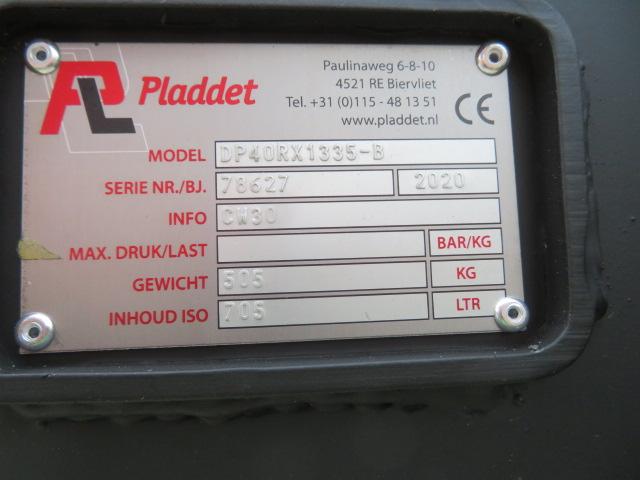 PL Pladdet
Paulinaweg 6-8-10
4521 RE Biervliet
Tel. +31 (0)115 - 48 13 51
www.pladdet.nl
CE
MODEL DP40RX1335-B
SERIE NR./BJ. 78627 2020
INFO CW30
MAX. DRUK/LAST BAR/KG
GEWICHT 505 KG
INHOUD ISO 705 LTR